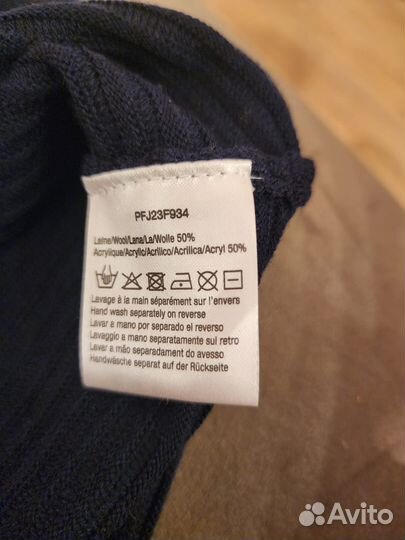 PFJ23F934
Laine/Wool/Lana/La/Wolle 50%
Acrylique/Acrylic/Acrilico/Acrilica/Acryl 50%
Lavage à la main séparément sur l'envers
Hand wash separately on reverse
Lavar a mano por separado el reverso
Lavaggio a mano separatamente sul retro
Lavar a mão separadamente do avesso
Handwäsche separat auf der Rückseite
Avito